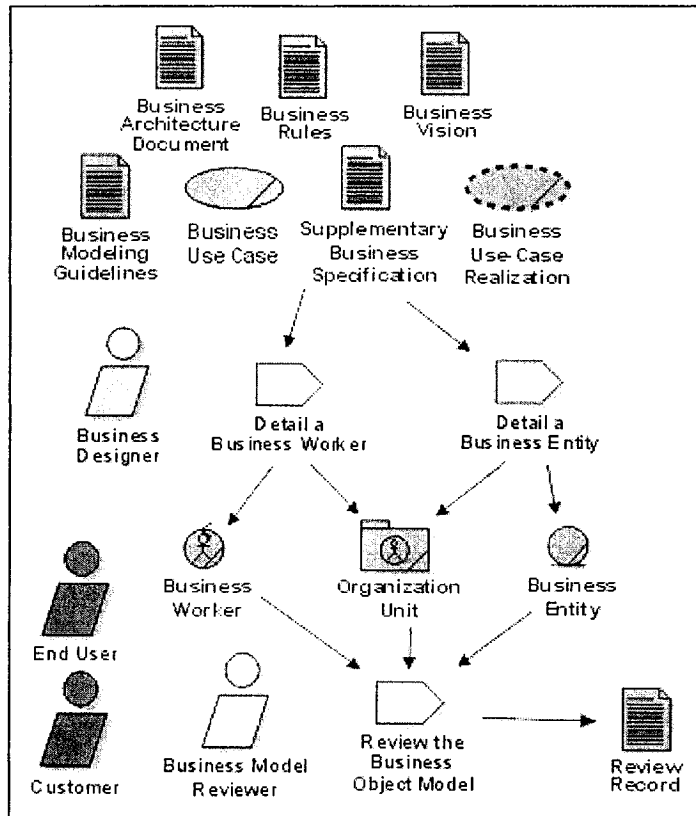 Business
Architecture
Document
Business
Rules
Business
Vision
Business
Modeling
Guidelines
Business
Use Case
Supplementary
Business
Specification
Business
Use-Case
Realization
Business
Designer
Detail a
Business Worker
Detail a
Business Entity
End User
Business
Worker
Organization
Unit
Business
Entity
Customer
Business Model
Reviewer
Review the
Business
Object Model
Review
Record